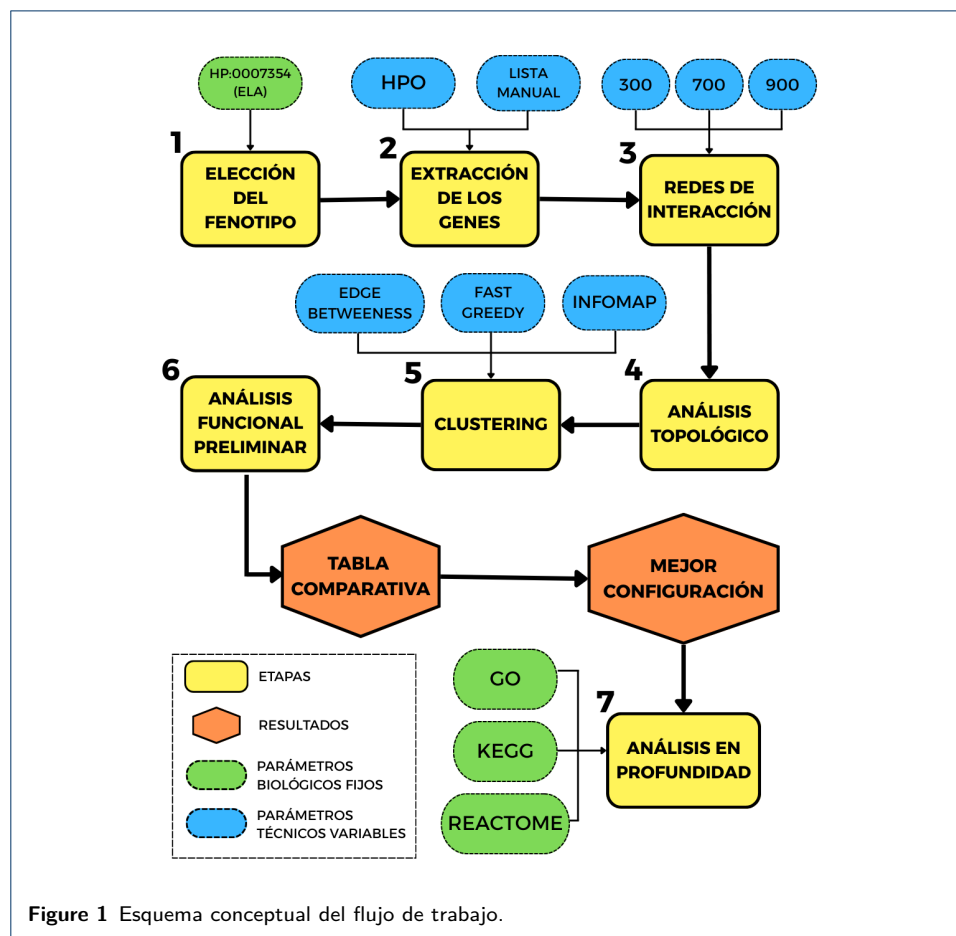 HP:0007354
(ELA)
HPO
LISTA
MANUAL
300
700
900
1
ELECCIÓN
DEL
FENOTIPO
2
EXTRACCIÓN
DE LOS
GENES
3
REDES DE
INTERACCIÓN
EDGE
BETWEENESS
FAST
GREEDY
INFOMAP
6
ANÁLISIS
FUNCIONAL
PRELIMINAR
5
CLUSTERING
4
ANÁLISIS
TOPOLÓGICO
TABLA
COMPARATIVA
MEJOR
CONFIGURACIÓN
ETAPAS
RESULTADOS
PARÁMETROS
BIOLÓGICOS FIJOS
PARÁMETROS
TÉCNICOS VARIABLES
GO
KEGG
REACTOME
7
ANÁLISIS EN
PROFUNDIDAD
Figure 1 Esquema conceptual del flujo de trabajo.